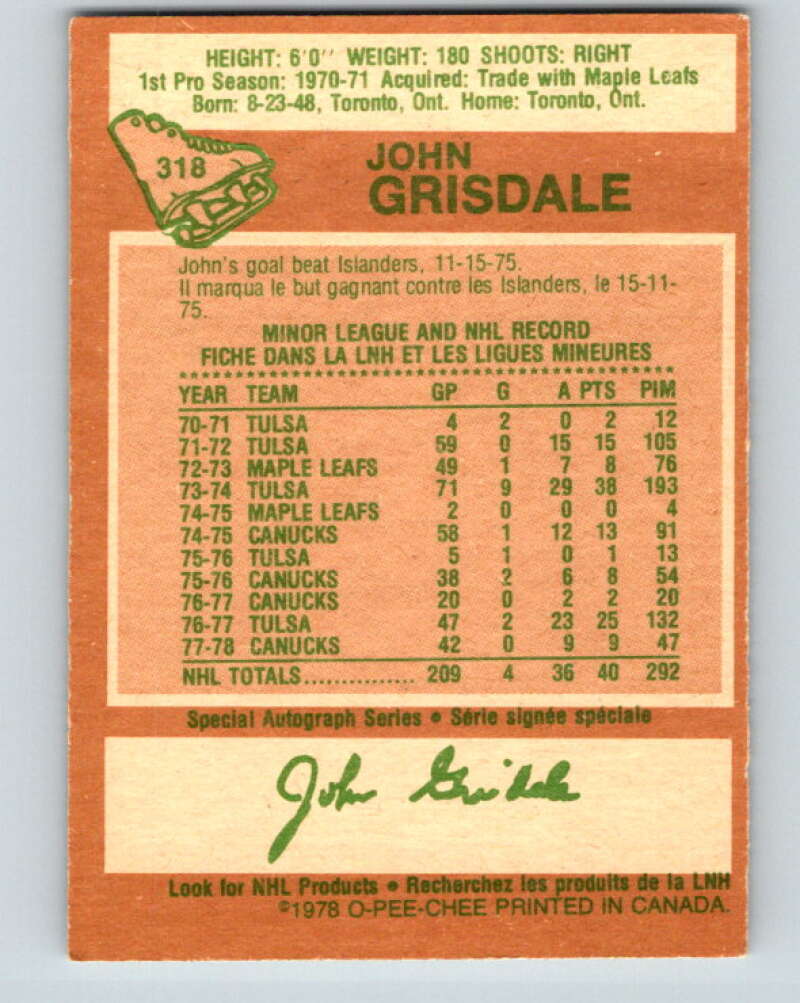 HEIGHT: 6'0'' WEIGHT: 180 SHOOTS: RIGHT
1st Pro Season: 1970-71 Acquired: Trade with Maple Leafs
Born: 8-23-48, Toronto, Ont. Home: Toronto, Ont.
318
JOHN
GRISDALE
John's goal beat Islanders, 11-15-75.
Il marqua le but gagnant contre les Islanders, le 15-11-
75.
MINOR LEAGUE AND NHL RECORD
FICHE DANS LA LNH ET LES LIGUES MINEURES
YEAR TEAM GP G A PTS PIM
70-71 TULSA 4 2 0 2 12
71-72 TULSA 59 0 15 15 105
72-73 MAPLE LEAFS 49 1 7 8 76
73-74 TULSA 71 9 29 38 193
74-75 MAPLE LEAFS 2 0 0 0 4
74-75 CANUCKS 58 1 12 13 91
75-76 TULSA 5 1 0 1 13
75-76 CANUCKS 38 2 6 8 54
76-77 CANUCKS 20 0 2 2 20
76-77 TULSA 47 2 23 25 132
77-78 CANUCKS 42 0 9 9 47
NHL TOTALS............... 209 4 36 40 292
Special Autograph Series • Série signée spéciale
John Grisdale
Look for NHL Products • Recherchez les produits de la LNH
©1978 O-PEE-CHEE PRINTED IN CANADA.